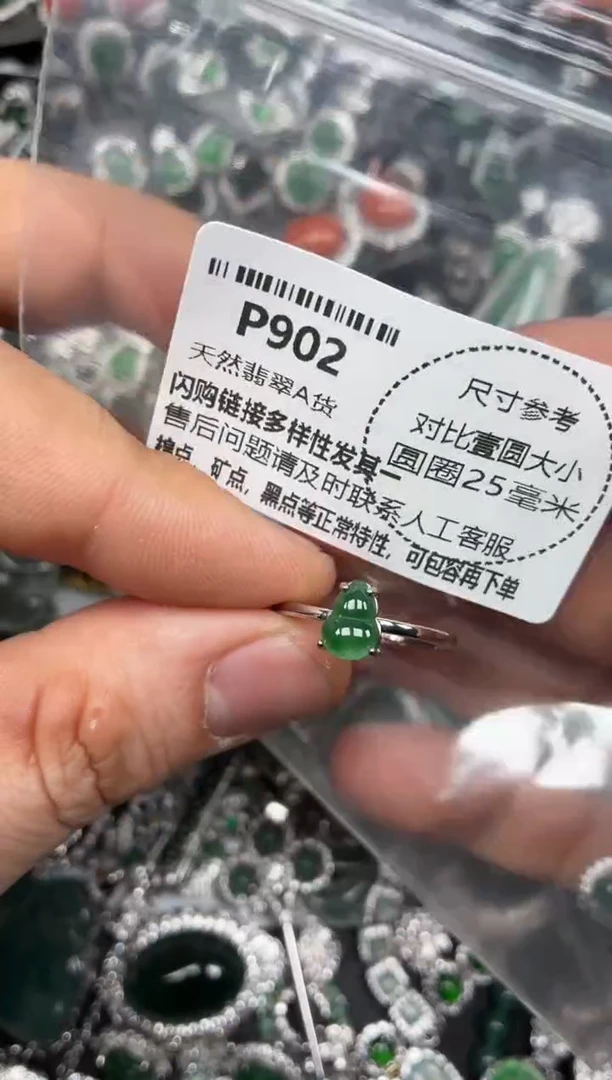 P902
天然翡翠A货
闪购链接多样性发其一
售后问题请及时联系人工客服
棉点、矿点，黑点等正常特性，可包容再下单
尺寸参考
对比壹圆大小
圆圈25毫米